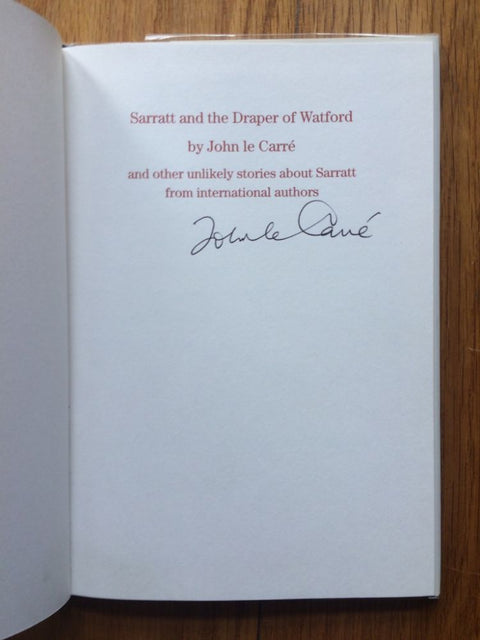 Sarratt and the Draper of Watford
by John le Carré
and other unlikely stories about Sarratt
from international authors
John le Carré